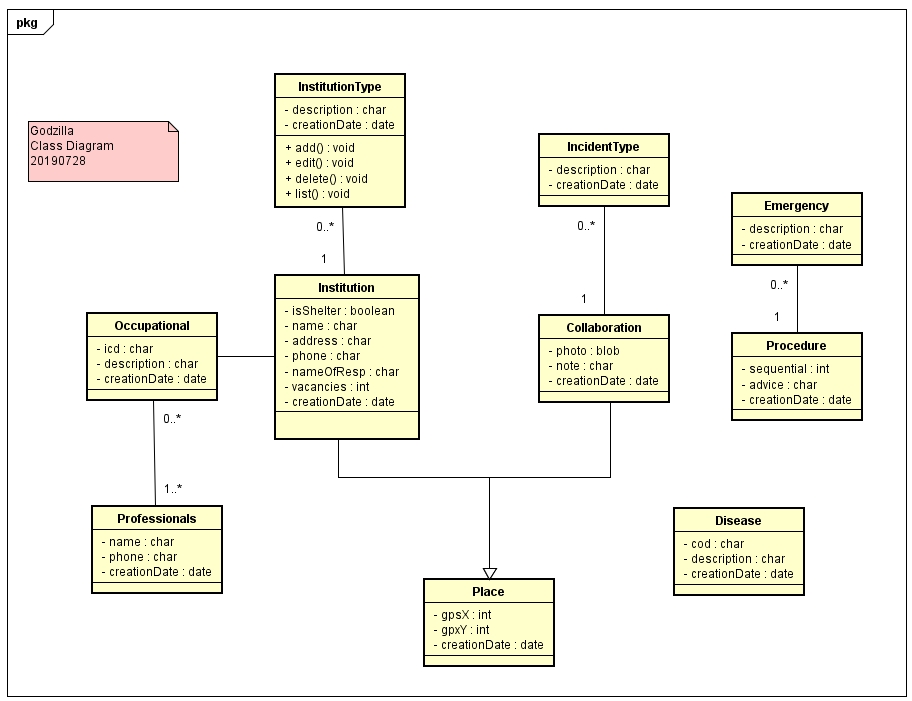 pkg
Godzilla
Class Diagram
20190728
InstitutionType
- description : char
- creationDate : date
+ add() : void
+ edit() : void
+ delete() : void
+ list() : void
0..*
1
IncidentType
- description : char
- creationDate : date
0..*
1
Emergency
- description : char
- creationDate : date
0..*
1
Institution
- isShelter : boolean
- name : char
- address : char
- phone : char
- nameOfResp : char
- vacancies : int
- creationDate : date
Occupational
- icd : char
- description : char
- creationDate : date
0..*
1..*
Collaboration
- photo : blob
- note : char
- creationDate : date
Procedure
- sequential : int
- advice : char
- creationDate : date
Professionals
- name : char
- phone : char
- creationDate : date
Disease
- cod : char
- description : char
- creationDate : date
Place
- gpsX : int
- gpxY : int
- creationDate : date